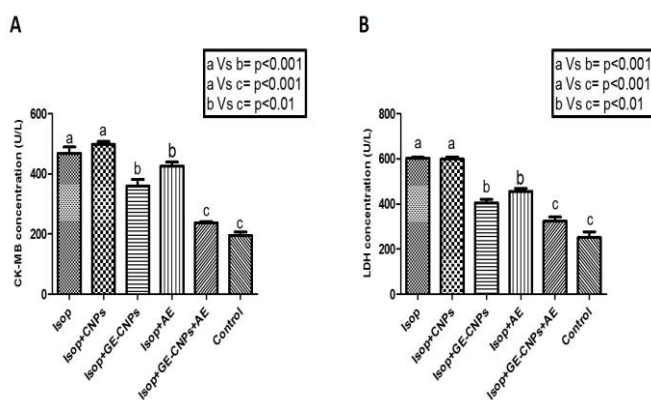 A
a Vs b= p<0.001
a Vs c= p<0.001
b Vs c= p<0.01
CK-MB concentration (U/L)
600
400
200
0
a
a
b
b
c
c
Isop
Isop+CNPs
Isop+GE-CNPs
Isop+AE
Isop+GE-CNPs+AE
Control
B
a Vs b= p<0.001
a Vs c= p<0.001
b Vs c= p<0.01
LDH concentration (U/L)
800
600
400
200
0
a
a
b
b
c
c
Isop
Isop+CNPs
Isop+GE-CNPs
Isop+AE
Isop+GE-CNPs+AE
Control